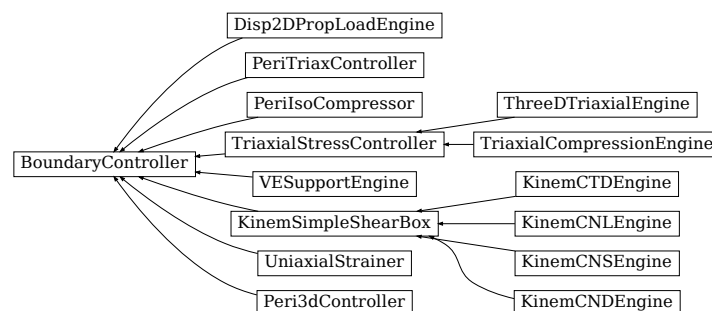 Disp2DPropLoadEngine
PeriTriaxController
PeriIsoCompressor
ThreeDTriaxialEngine
TriaxialStressController
TriaxialCompressionEngine
BoundaryController
VESupportEngine
KinemCTDEngine
KinemSimpleShearBox
KinemCNLEngine
UniaxialStrainer
KinemCNSEngine
Peri3dController
KinemCNDEngine